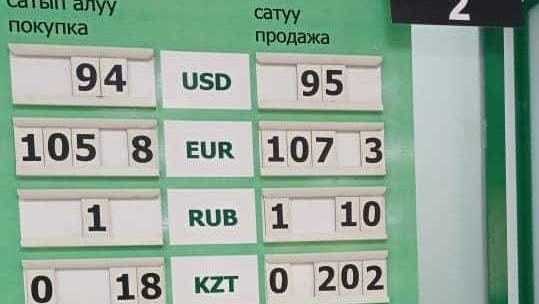 сатып алуу
покупка
сатуу
продажа
2
94 USD 95
105 8 EUR 107 3
1 RUB 1 10
0 18 KZT 0 202